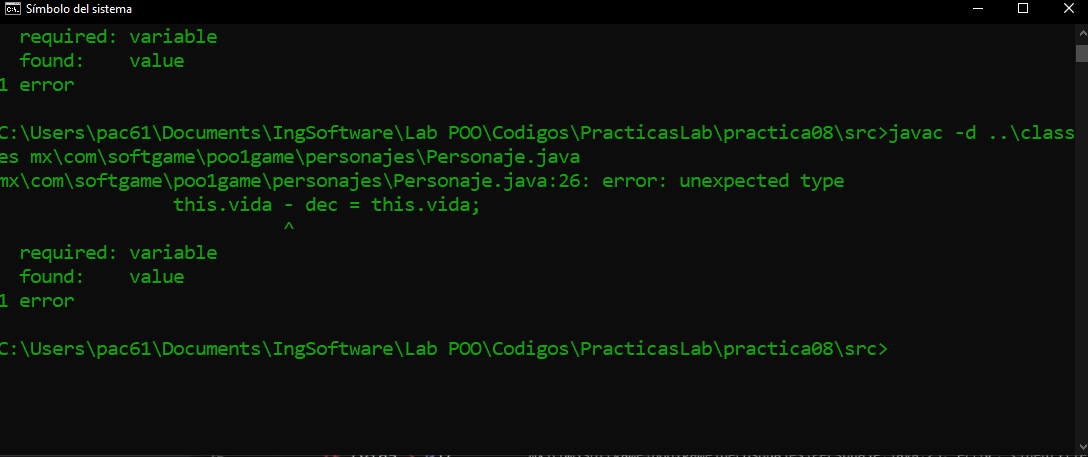 Símbolo del sistema
  required: variable
  found:    value
1 error
C:\Users\pac61\Documents\IngSoftware\Lab POO\Codigos\PracticasLab\practica08\src>javac -d ..\class
es mx\com\softgame\poo1game\personajes\Personaje.java
mx\com\softgame\poo1game\personajes\Personaje.java:26: error: unexpected type
                this.vida - dec = this.vida;
                          ^
  required: variable
  found:    value
1 error
C:\Users\pac61\Documents\IngSoftware\Lab POO\Codigos\PracticasLab\practica08\src>